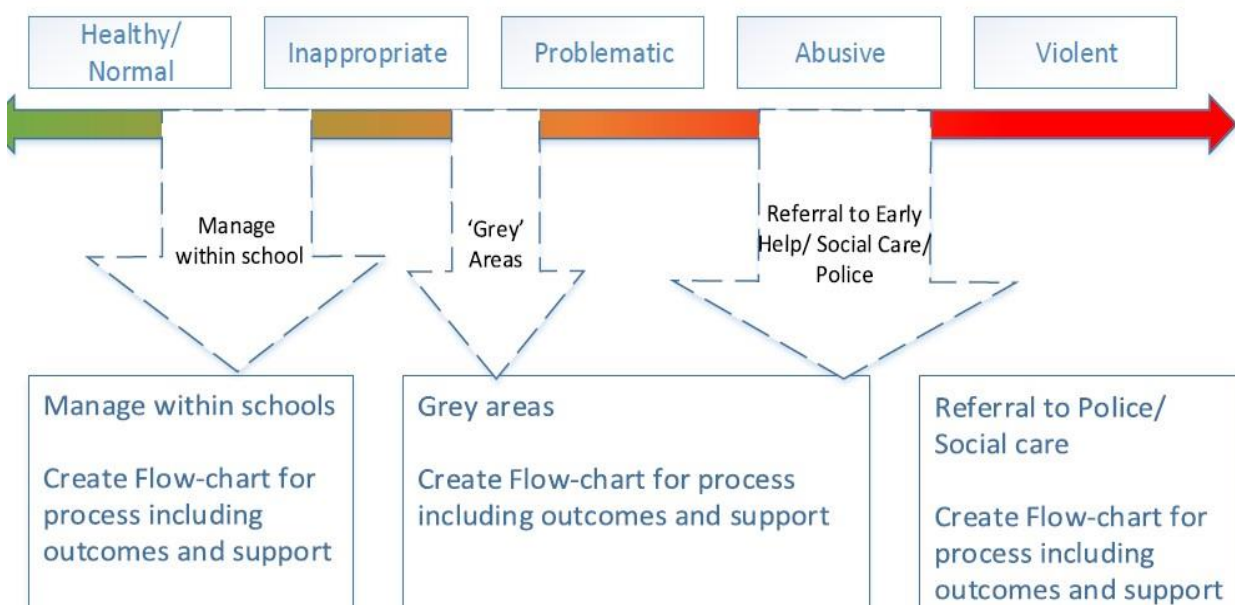 Healthy/
Normal
Inappropriate
Problematic
Abusive
Violent
Manage
within school
‘Grey’
Areas
Referral to Early
Help/ Social Care/
Police
Manage within schools
Create Flow-chart for
process including
outcomes and support
Grey areas
Create Flow-chart for process
including outcomes and support
Referral to Police/
Social care
Create Flow-chart for
process including
outcomes and support